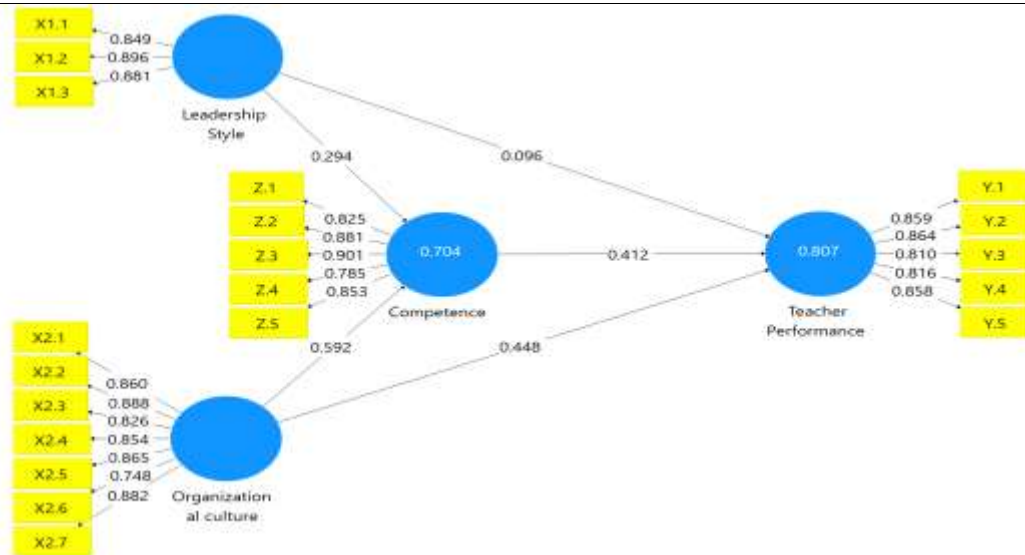 X1.1
X1.2
X1.3
0.849
0.896
0.881
Leadership
Style
0.294
0.096
Z.1
Z.2
Z.3
Z.4
Z.5
0.825
0.881
0.901
0.785
0.853
0.704
Competence
0.412
0.807
Teacher
Performance
0.859
0.864
0.810
0.816
0.858
Y.1
Y.2
Y.3
Y.4
Y.5
0.592
0.448
X2.1
X2.2
X2.3
X2.4
X2.5
X2.6
X2.7
0.860
0.888
0.826
0.854
0.865
0.748
0.882
Organization
al culture